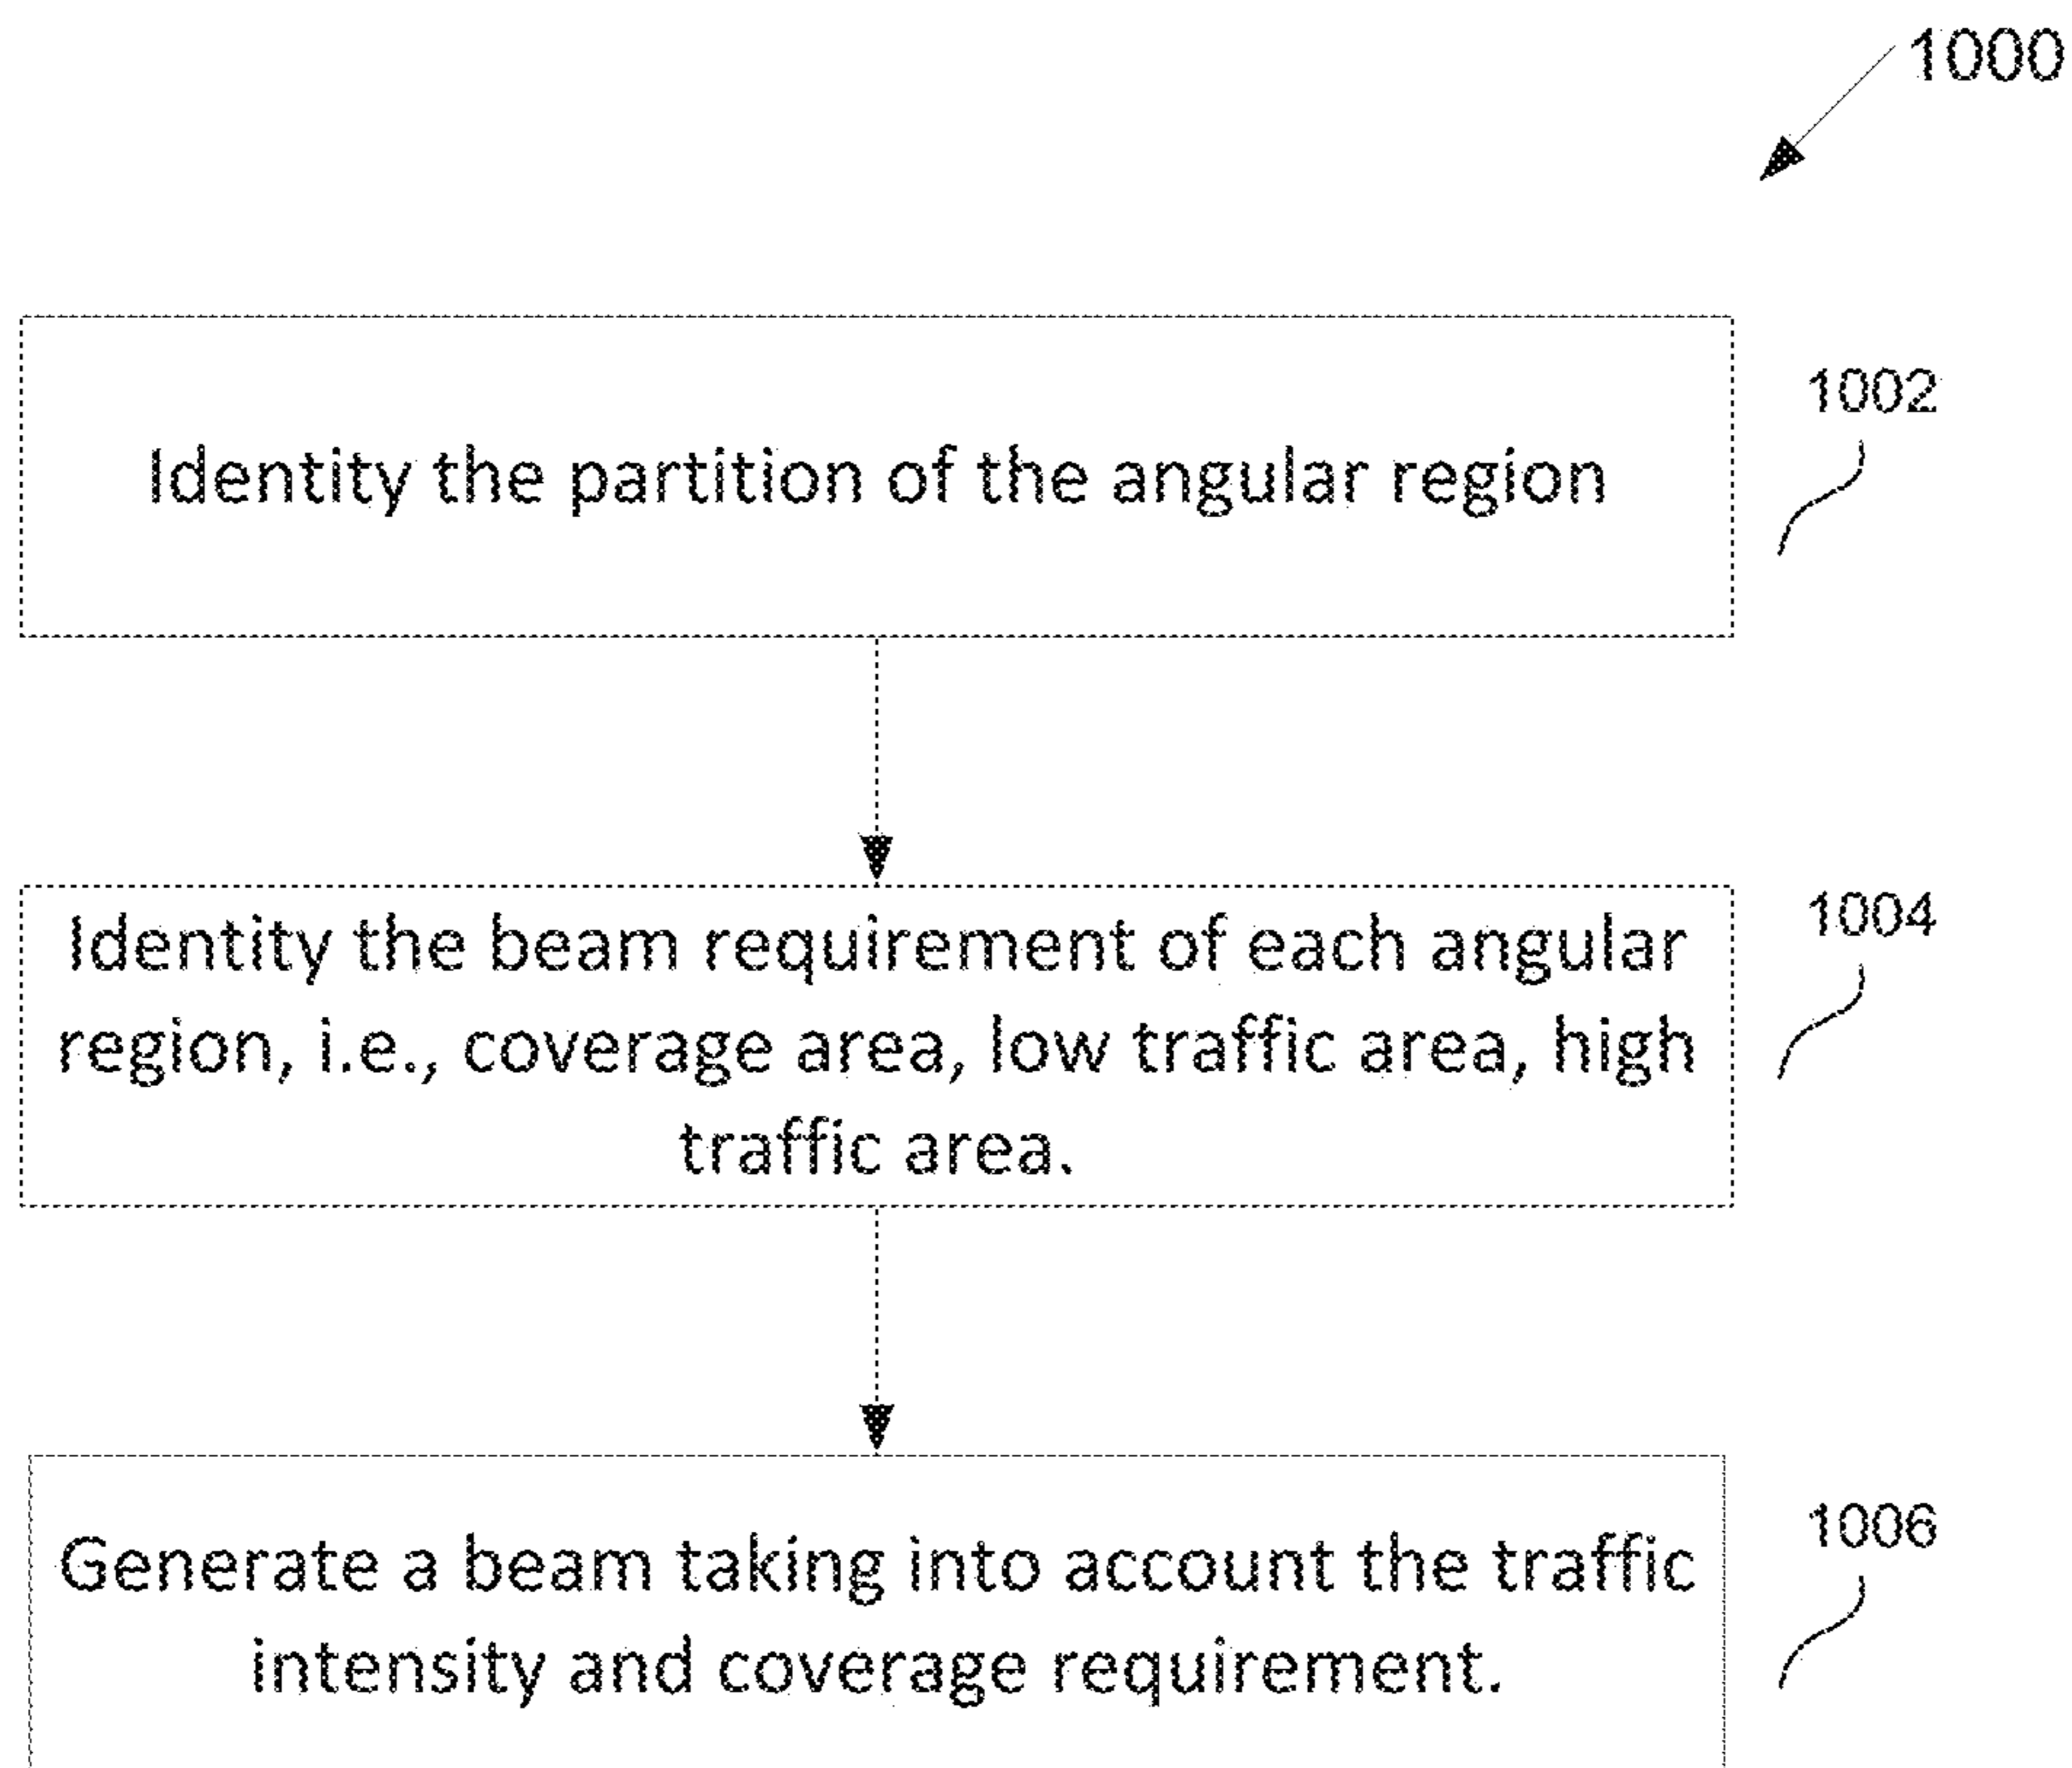 1000
Identity the partition of the angular region
1002
Identity the beam requirement of each angular
region, i.e., coverage area, low traffic area, high
traffic area.
1004
Generate a beam taking into account the traffic
intensity and coverage requirement.
1006